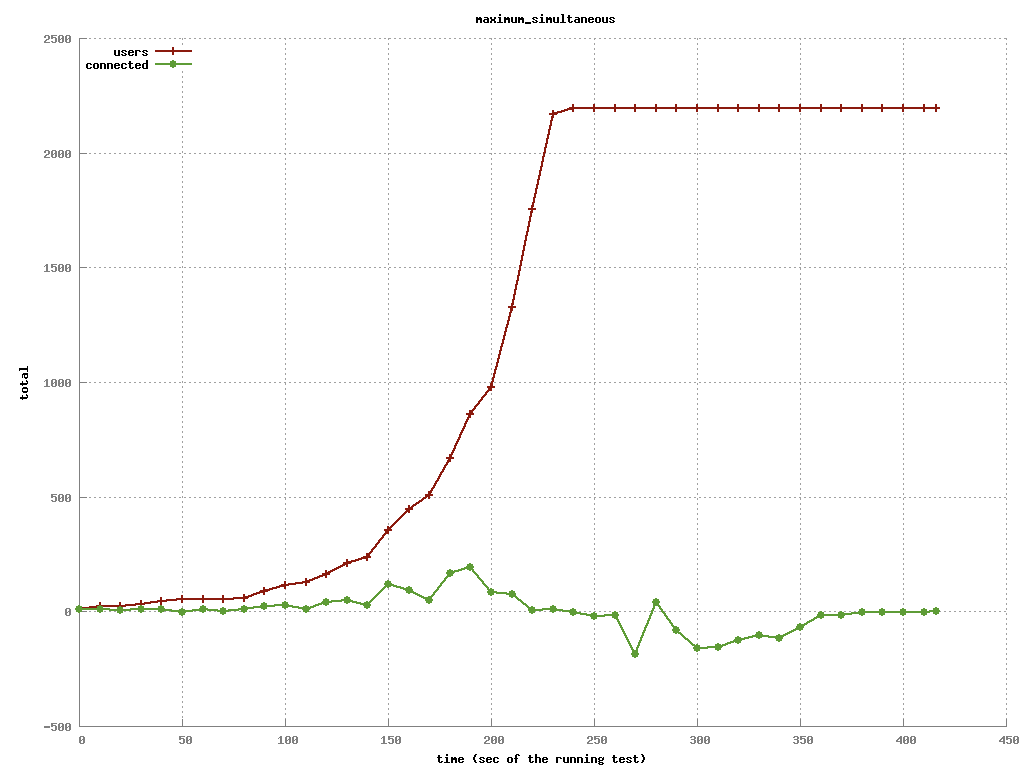 maximum_simultaneous
2500
users
connected
2000
1500
1000
total
500
0
-500
0 50 100 150 200 250 300 350 400 450
time (sec of the running test)